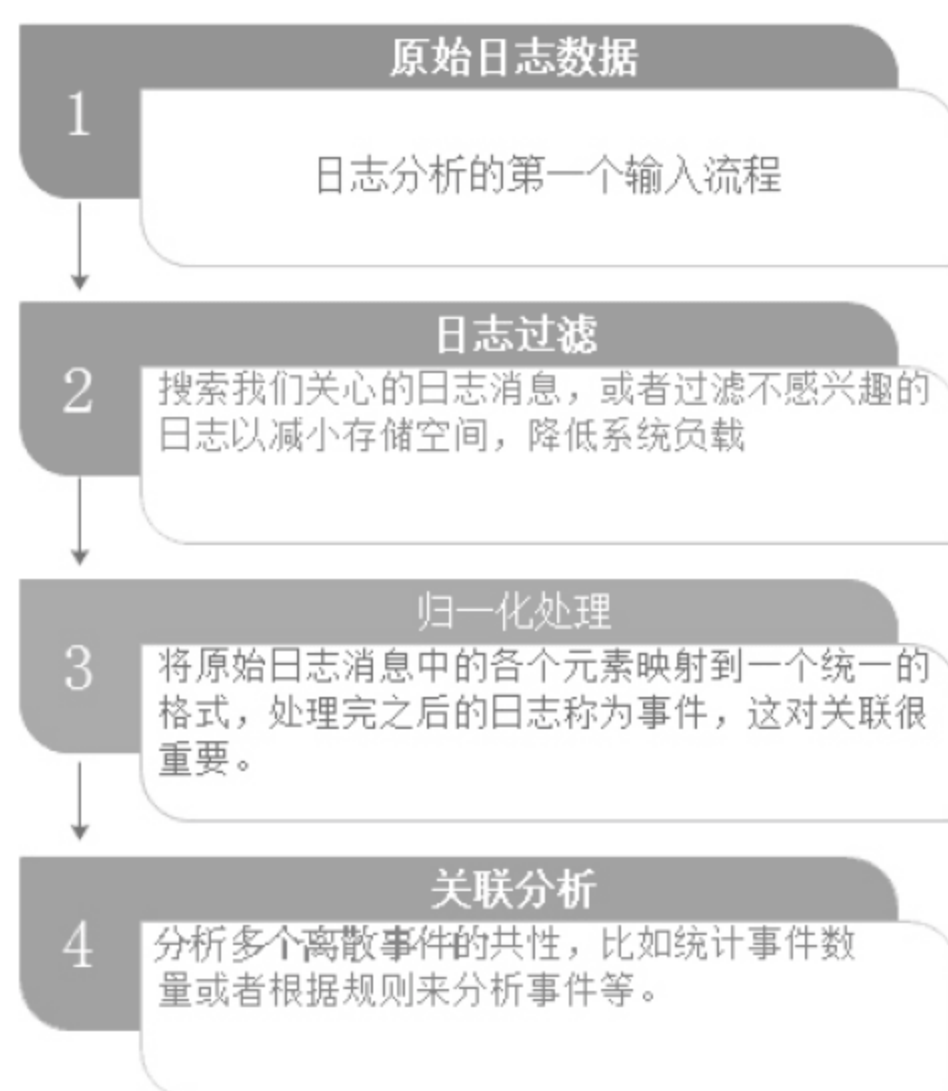 原始日志数据
1
日志分析的第一个输入流程
日志过滤
2
搜索我们关心的日志消息，或者过滤不感兴趣的
日志以减小存储空间，降低系统负载
归一化处理
3
将原始日志消息中的各个元素映射到一个统一的
格式，处理完之后的日志称为事件，这对关联很
重要。
关联分析
4
分析多个离散事件的共性，比如统计事件数
量或者根据规则来分析事件等。